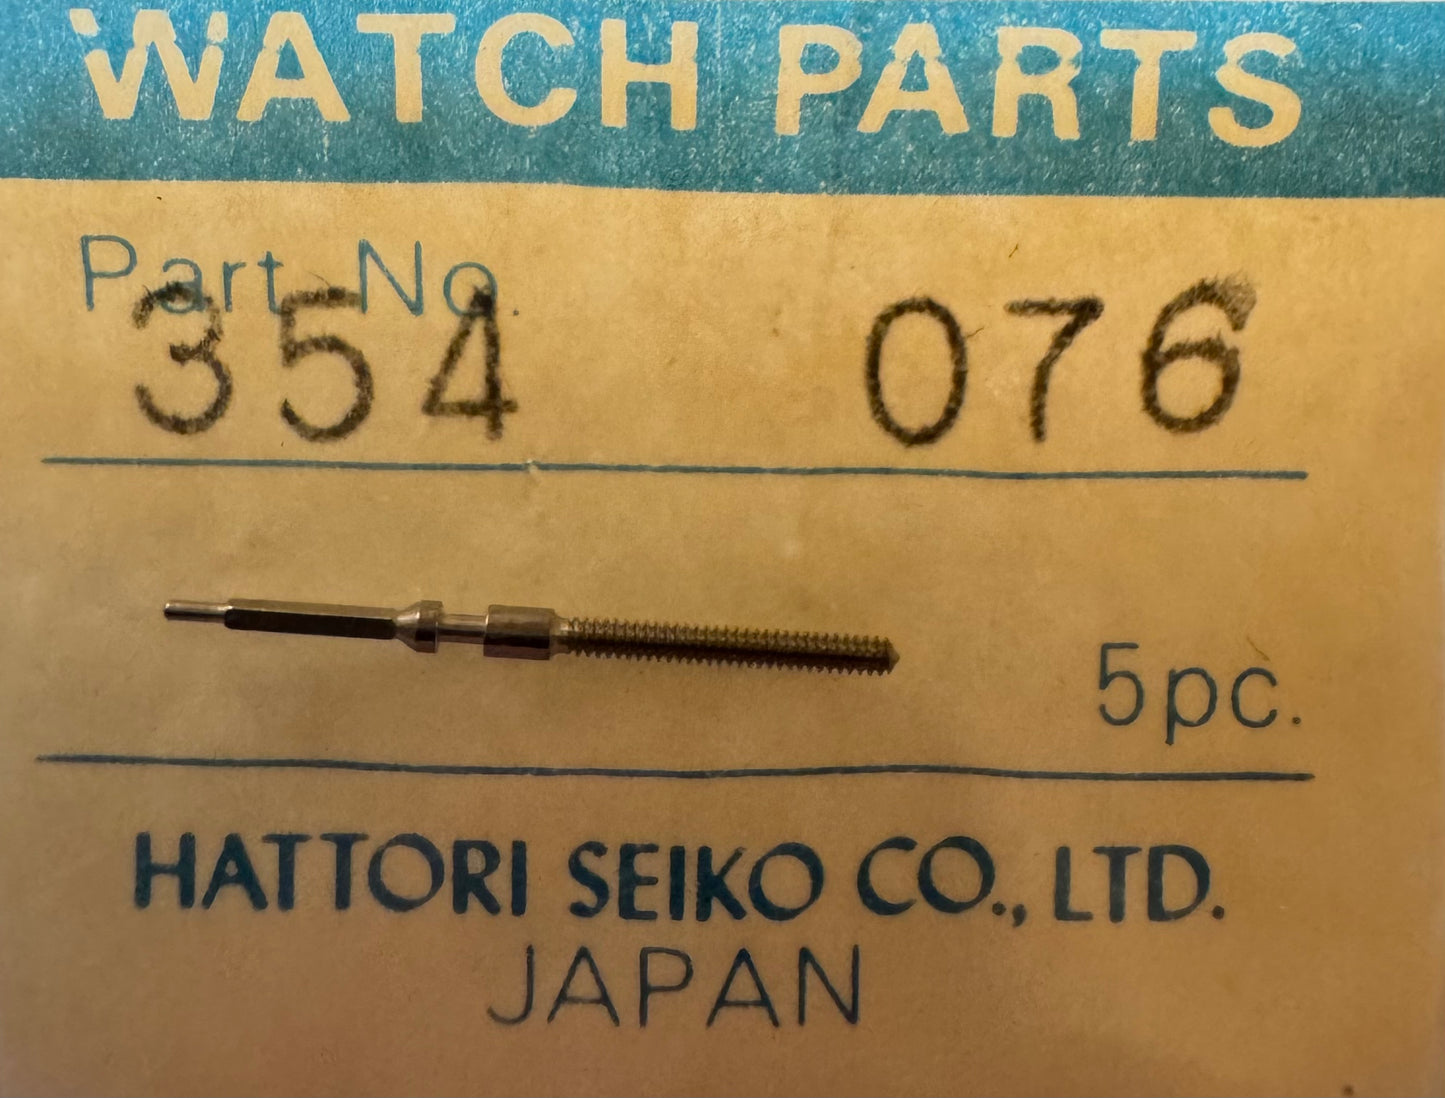 WATCH PARTS
Part No.
354 076
5pc.
HATTORI SEIKO CO., LTD.
JAPAN